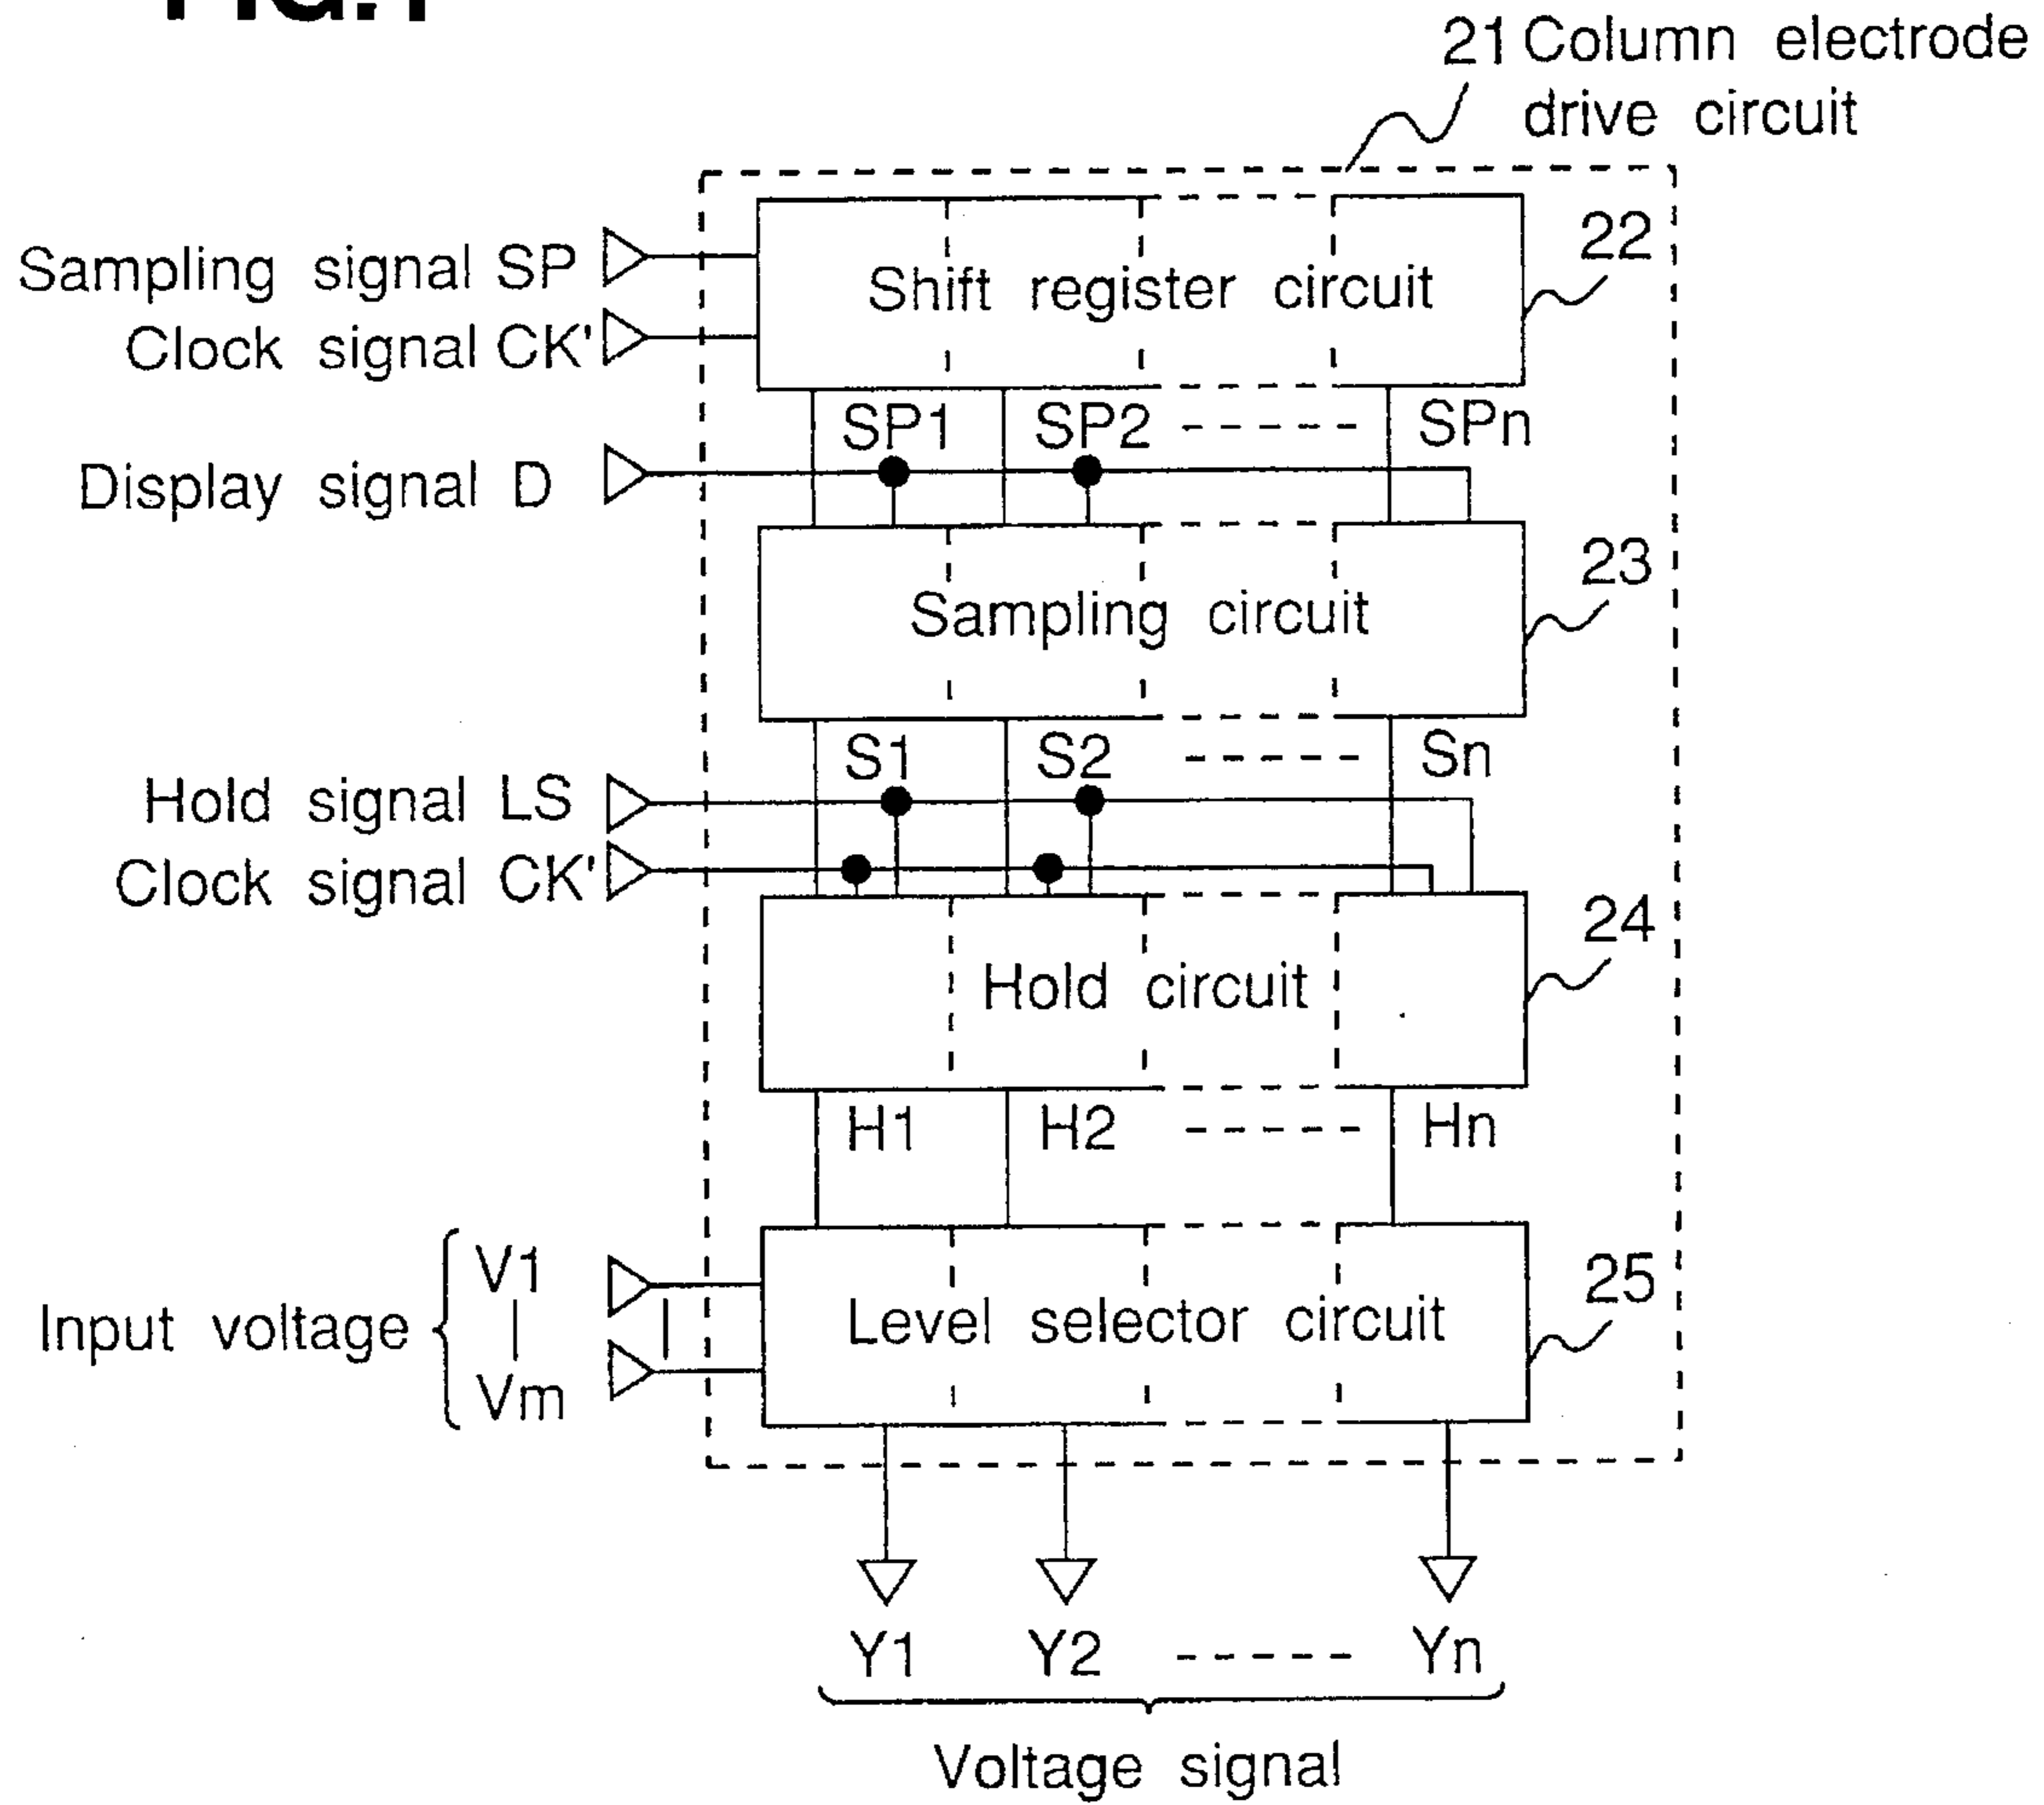 FIG.1
21 Column electrode
drive circuit
22
Sampling signal SP
Shift register circuit
Clock signal CK'
SP1 SP2 ----- SPn
Display signal D
23
Sampling circuit
S1 S2 ----- Sn
Hold signal LS
Clock signal CK'
24
Hold circuit
H1 H2 ----- Hn
25
V1
Input voltage
Level selector circuit
Vm
Y1 Y2 ----- Yn
Voltage signal